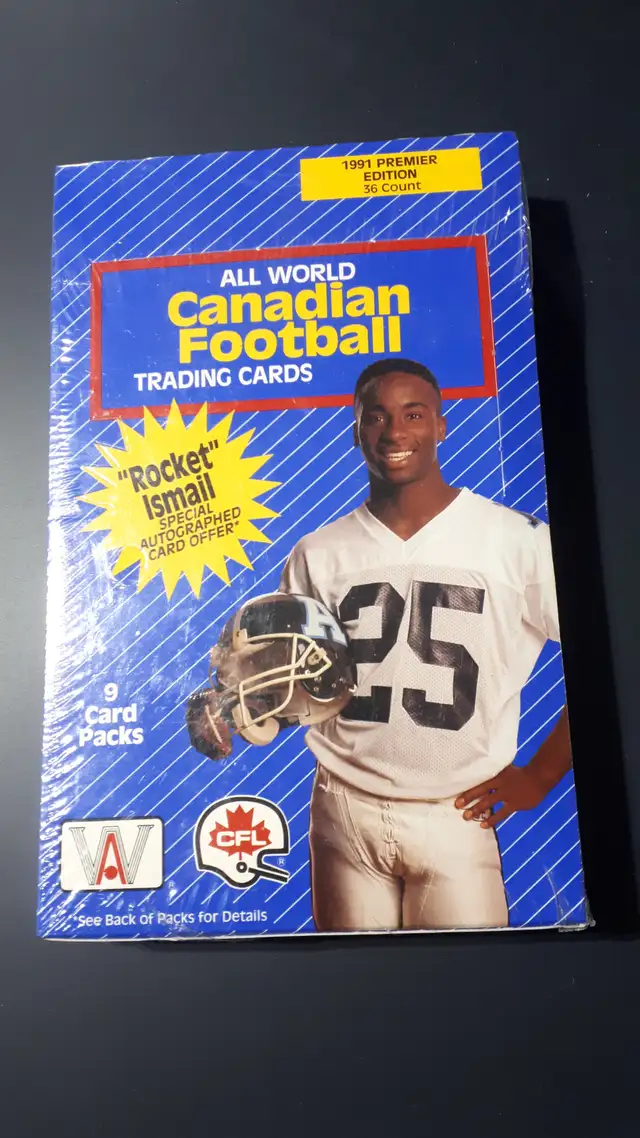 1991 PREMIER
EDITION
36 Count
ALL WORLD
Canadian
Football
TRADING CARDS
"Rocket"
Ismail
SPECIAL
AUTOGRAPHED
CARD OFFER*
A
25
9
Card
Packs
WA
®
CFL
®
*See Back of Packs for Details